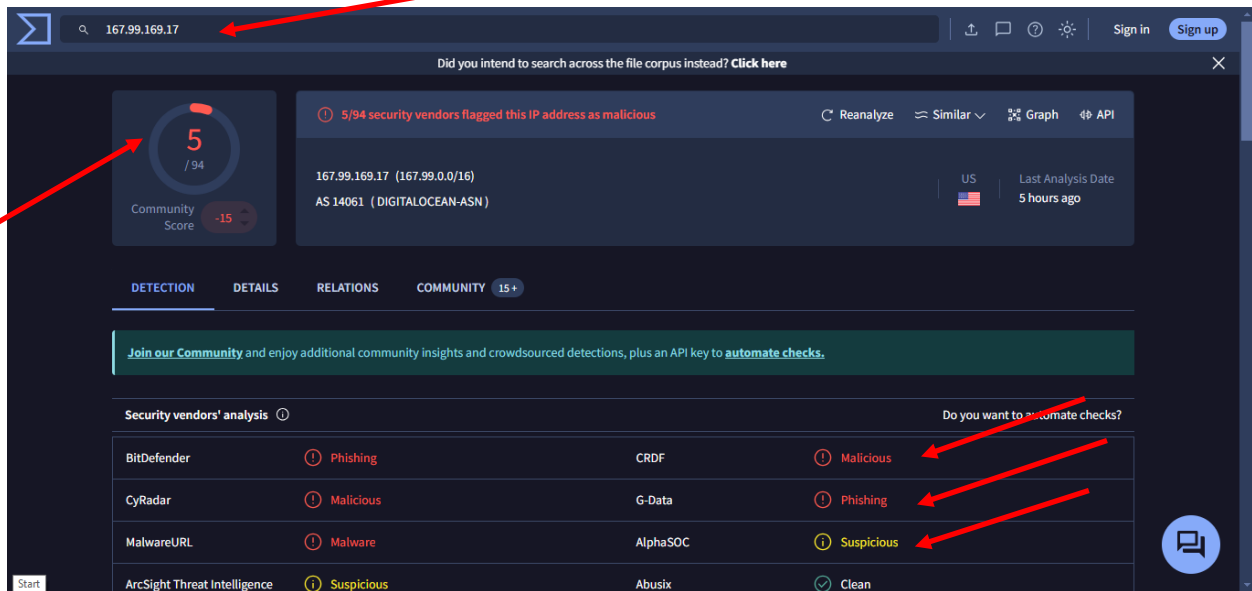 167.99.169.17
Sign in
Sign up
Did you intend to search across the file corpus instead? Click here
5
/ 94
Community
Score
-15
5/94 security vendors flagged this IP address as malicious
Reanalyze
Similar
Graph
API
167.99.169.17 (167.99.0.0/16)
AS 14061 ( DIGITALOCEAN-ASN )
US
Last Analysis Date
5 hours ago
DETECTION
DETAILS
RELATIONS
COMMUNITY
15+
Join our Community and enjoy additional community insights and crowdsourced detections, plus an API key to automate checks.
Security vendors' analysis
Do you want to automate checks?
BitDefender
Phishing
CRDF
Malicious
CyRadar
Malicious
G-Data
Phishing
MalwareURL
Malware
AlphaSOC
Suspicious
ArcSight Threat Intelligence
Suspicious
Abusix
Clean
Start